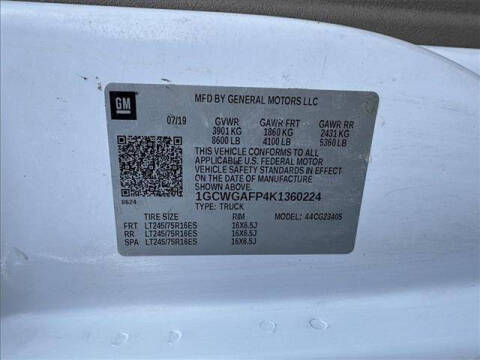 GM
MFD BY GENERAL MOTORS LLC
07/19 GVWR GAWR FRT GAWR RR
3901 KG 1860 KG 2431 KG
8600 LB 4100 LB 5360 LB
THIS VEHICLE CONFORMS TO ALL
APPLICABLE U.S. FEDERAL MOTOR
VEHICLE SAFETY STANDARDS IN
EFFECT ON THE DATE OF
MANUFACTURE SHOWN ABOVE.
8624 1GCWGAFP4K1360224
TYPE: TRUCK
TIRE SIZE RIM MODEL: 44CG23405
FRT LT245/75R16ES 16X6.5J
RR LT245/75R16ES 16X6.5J
SPA LT245/75R16ES 16X6.5J